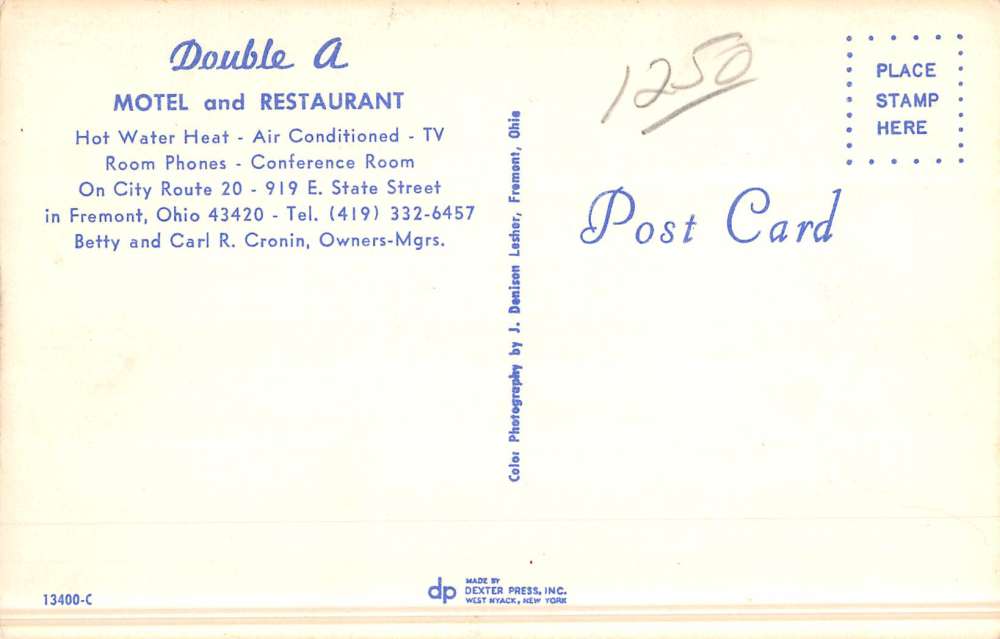 Double A
MOTEL and RESTAURANT
Hot Water Heat - Air Conditioned - TV
Room Phones - Conference Room
On City Route 20 - 919 E. State Street
in Fremont, Ohio 43420 - Tel. (419) 332-6457
Betty and Carl R. Cronin, Owners-Mgrs.
13400-C
Color Photography by J. Denison Lesher, Fremont, Ohio
dp
MADE BY
DEXTER PRESS, INC.
WEST NYACK, NEW YORK
1250
PLACE
STAMP
HERE
Post Card